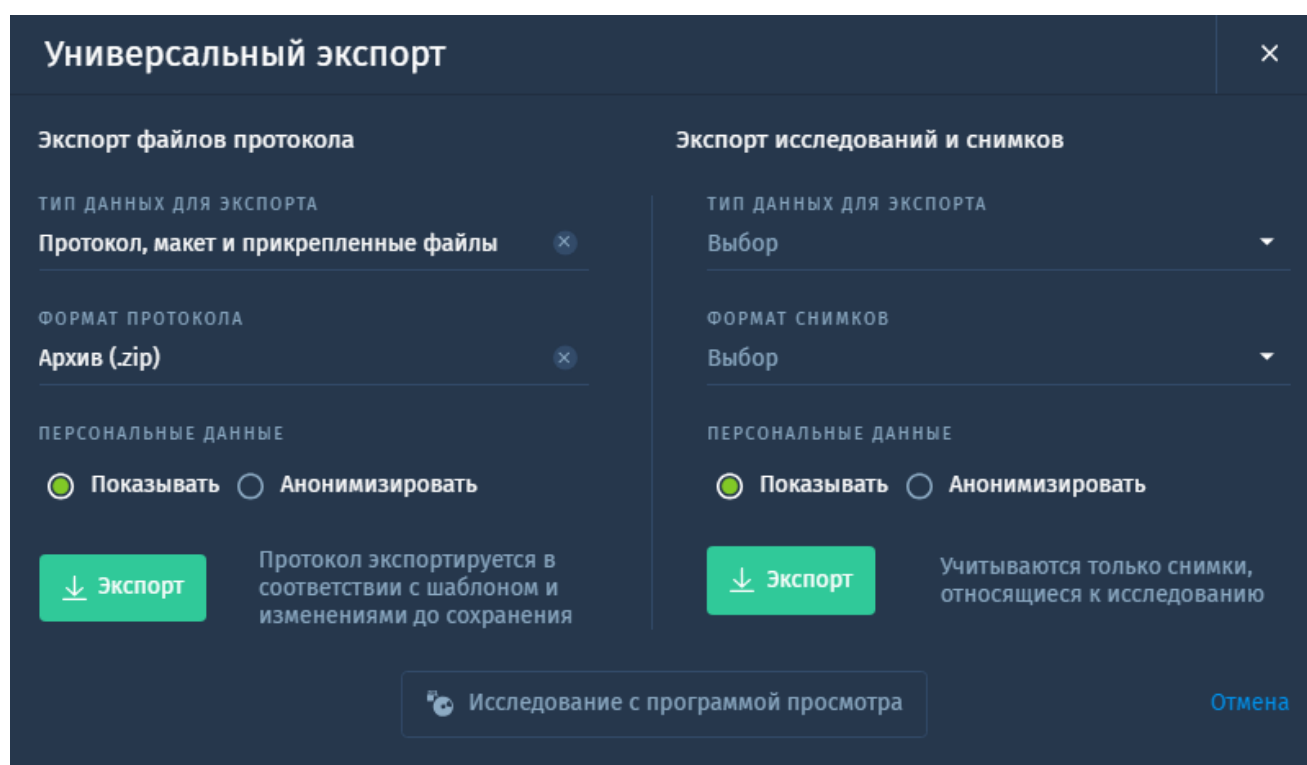 Универсальный экспорт
Экспорт файлов протокола
ТИП ДАННЫХ ДЛЯ ЭКСПОРТА
Протокол, макет и прикрепленные файлы
ФОРМАТ ПРОТОКОЛА
Архив (.zip)
ПЕРСОНАЛЬНЫЕ ДАННЫЕ
Показывать Анонимизировать
Экспорт
Протокол экспортируется в
соответствии с шаблоном и
изменениями до сохранения
Экспорт исследований и снимков
ТИП ДАННЫХ ДЛЯ ЭКСПОРТА
Выбор
ФОРМАТ СНИМКОВ
Выбор
ПЕРСОНАЛЬНЫЕ ДАННЫЕ
Показывать Анонимизировать
Экспорт
Учитываются только снимки,
относящиеся к исследованию
Исследование с программой просмотра
Отмена